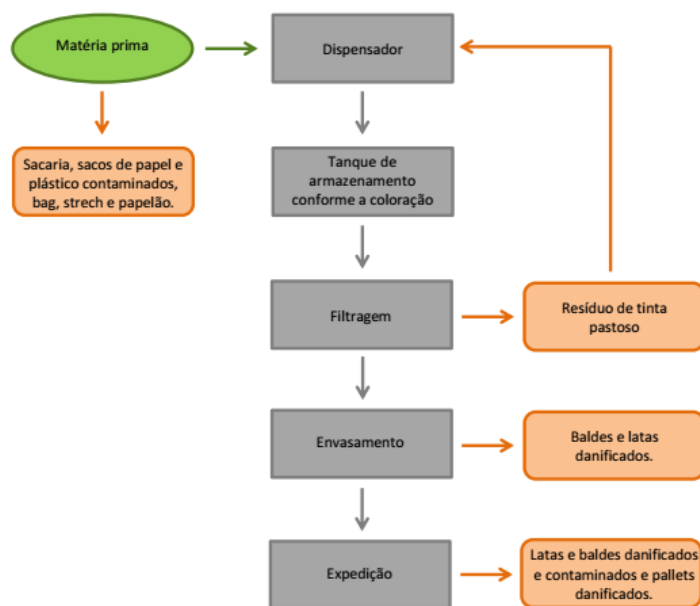 Matéria prima
Dispensador
Sacaria, sacos de papel e
plástico contaminados,
bag, strech e papelão.
Tanque de
armazenamento
conforme a coloração
Filtragem
Resíduo de tinta
pastoso
Envasamento
Baldes e latas
danificados.
Expedição
Latas e baldes danificados
e contaminados e pallets
danificados.